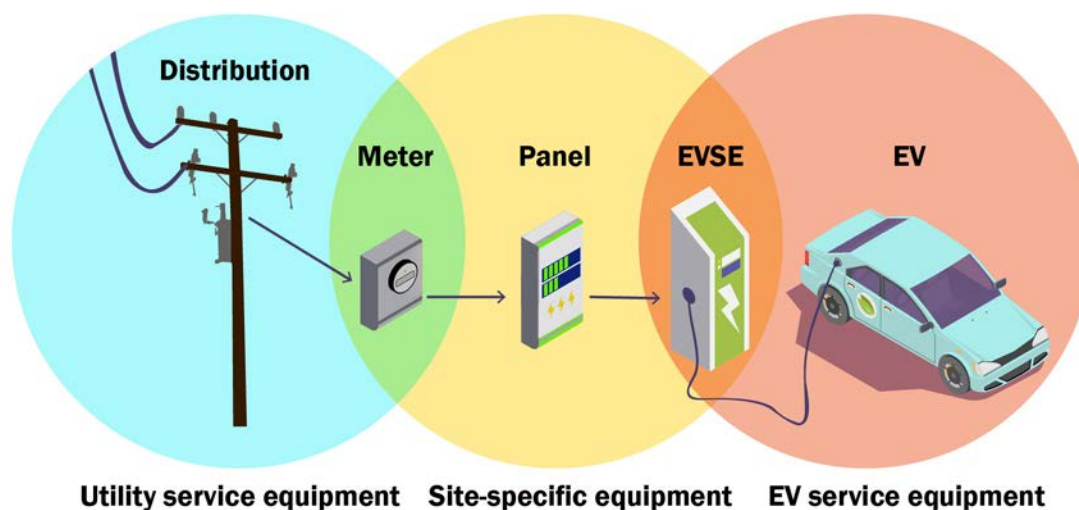 Distribution
Meter
Panel
EVSE
EV
Utility service equipment
Site-specific equipment
EV service equipment